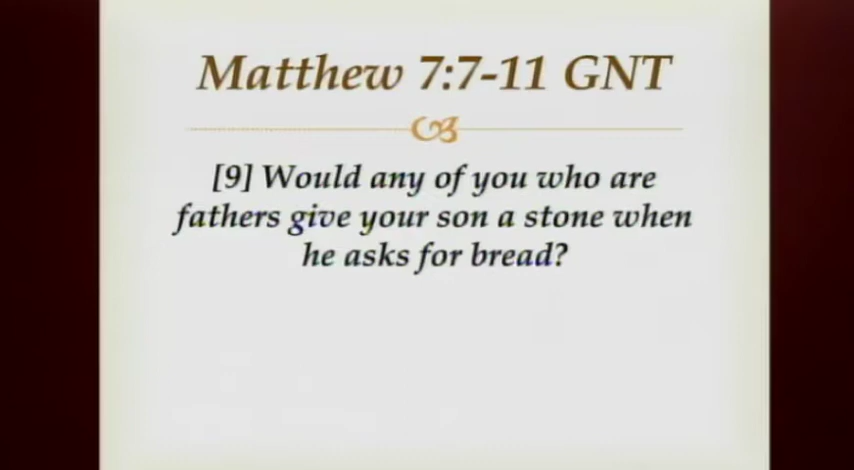 Matthew 7:7-11 GNT
[9] Would any of you who are
fathers give your son a stone when
he asks for bread?